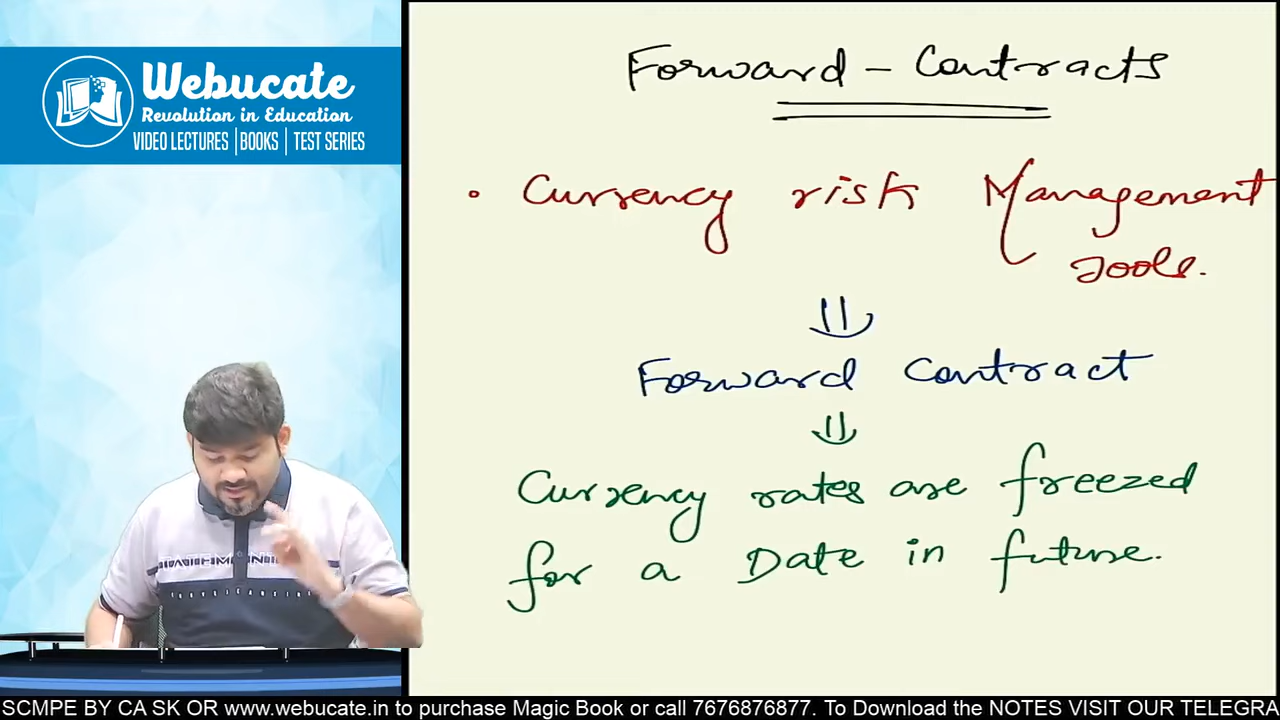 Webucate
Revolution in Education
VIDEO LECTURES | BOOKS | TEST SERIES
Forward - Contracts
• Currency risk Management
Tools.
Forward Contract
Currency rates are freezed
for a Date in future.
STATEMENT
SCMPE BY CA SK OR www.webucate.in to purchase Magic Book or call 7676876877. To Download the NOTES VISIT OUR TELEGRA